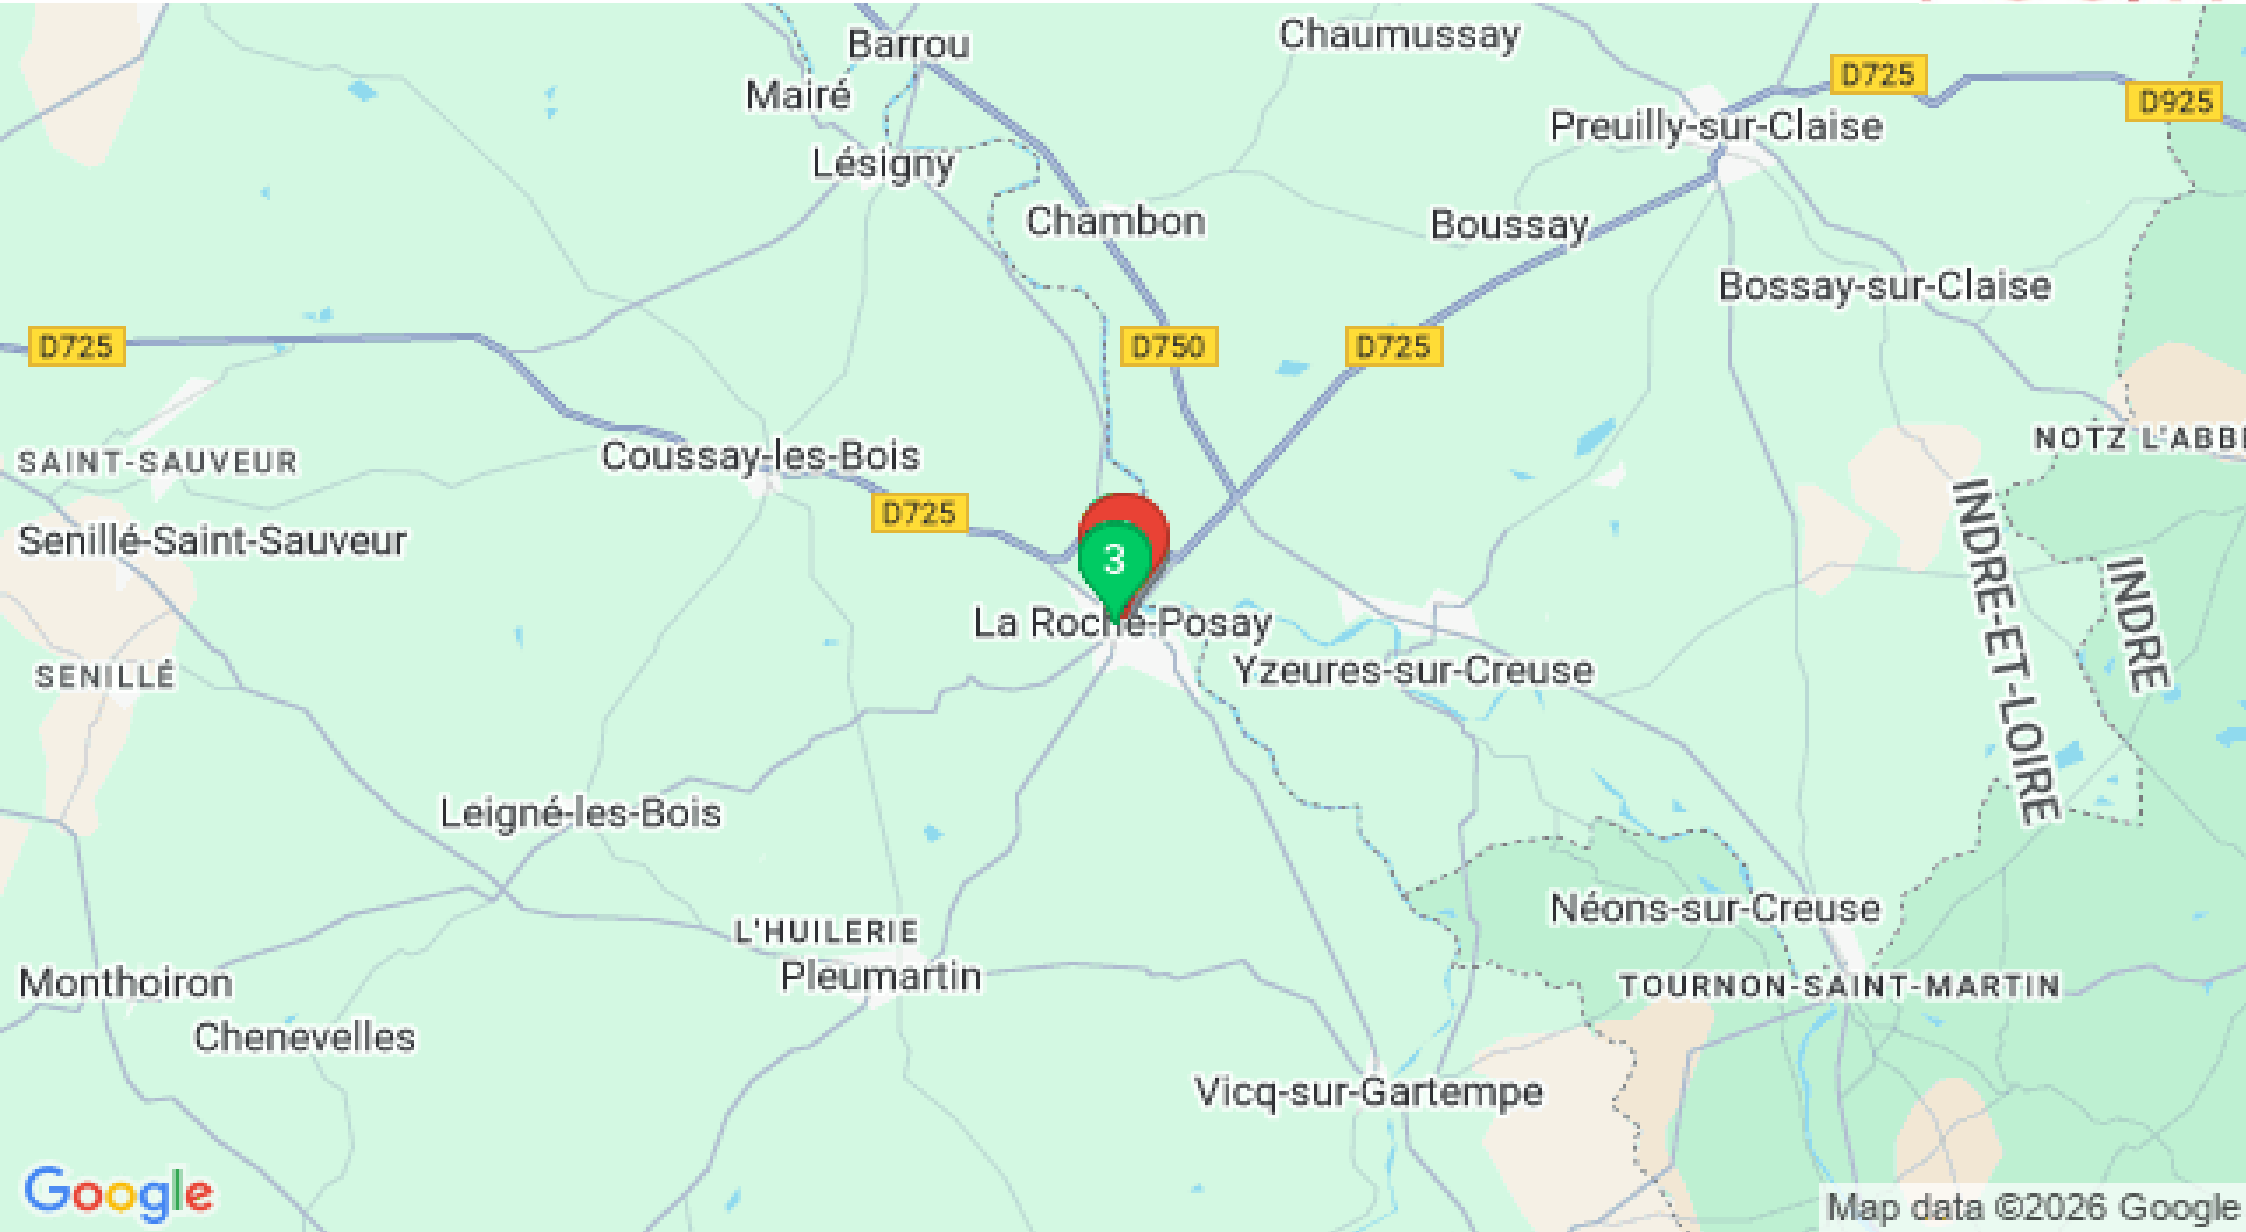 Barrou
Chaumussay
Mairé
D725
D925
Preuilly-sur-Claise
Lésigny
Chambon
Boussay
Bossay-sur-Claise
D725
D750
D725
SAINT-SAUVEUR
Coussay-les-Bois
NOTZ L'ABBE
D725
Senillé-Saint-Sauveur
3
La Roche-Posay
INDRE-ET-LOIRE
INDRE
SENILLÉ
Yzeures-sur-Creuse
Leigné-les-Bois
Néons-sur-Creuse
L'HUILERIE
Pleumartin
Monthoiron
TOURNON-SAINT-MARTIN
Chenevelles
Vicq-sur-Gartempe
Google
Map data ©2026 Google